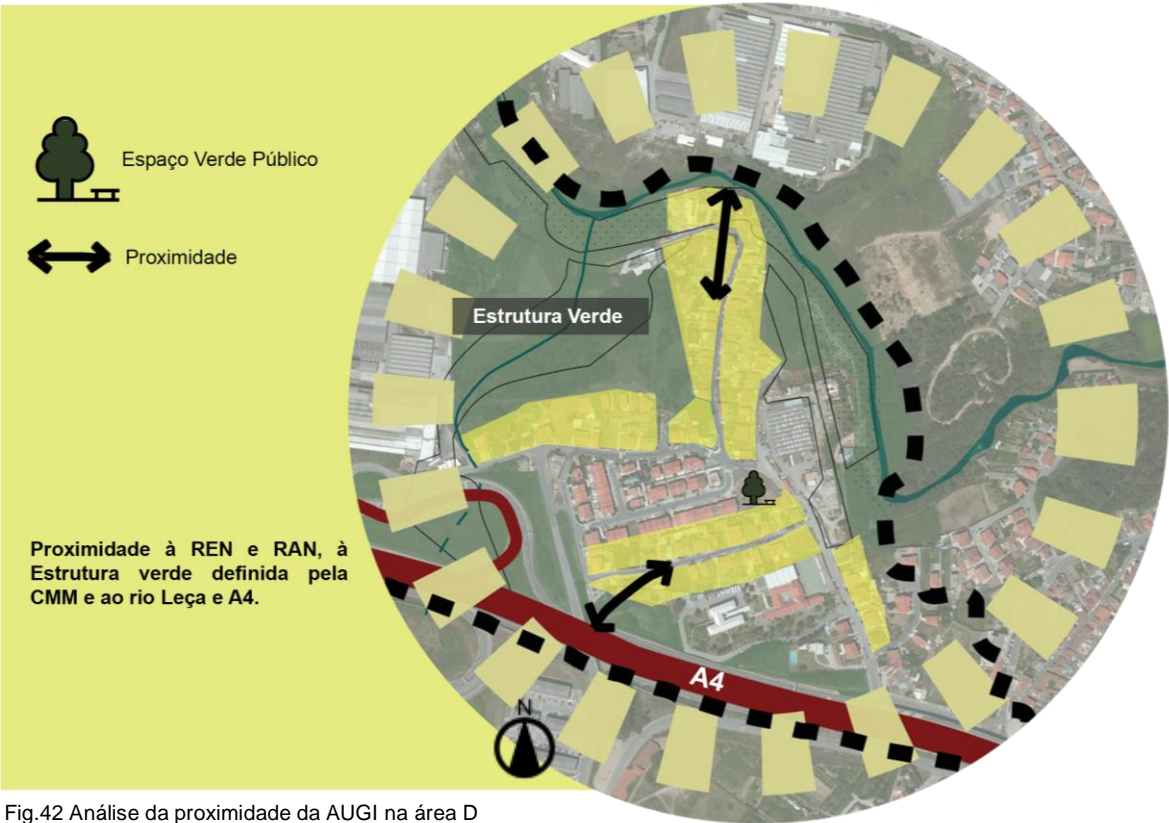 Espaço Verde Público
Proximidade
Estrutura Verde
Proximidade à REN e RAN, à
Estrutura verde definida pela
CMM e ao rio Leça e A4.
A4
N
Fig.42 Análise da proximidade da AUGI na área D